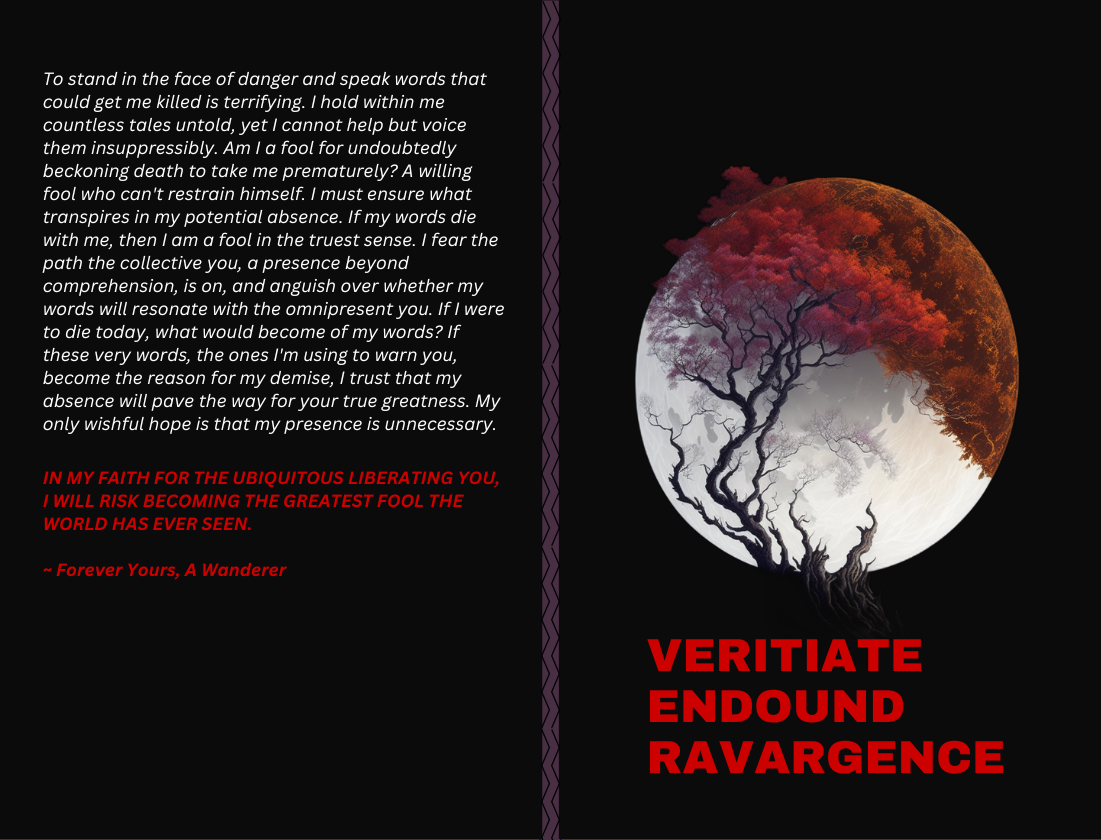 To stand in the face of danger and speak words that
could get me killed is terrifying. I hold within me
countless tales untold, yet I cannot help but voice
them insuppressibly. Am I a fool for undoubtedly
beckoning death to take me prematurely? A willing
fool who can't restrain himself. I must ensure what
transpires in my potential absence. If my words die
with me, then I am a fool in the truest sense. I fear the
path the collective you, a presence beyond
comprehension, is on, and anguish over whether my
words will resonate with the omnipresent you. If I were
to die today, what would become of my words? If
these very words, the ones I'm using to warn you,
become the reason for my demise, I trust that my
absence will pave the way for your true greatness. My
only wishful hope is that my presence is unnecessary.
IN MY FAITH FOR THE UBIQUITOUS LIBERATING YOU,
I WILL RISK BECOMING THE GREATEST FOOL THE
WORLD HAS EVER SEEN.
~ Forever Yours, A Wanderer
VERITIATE
ENDOUND
RAVARGENCE